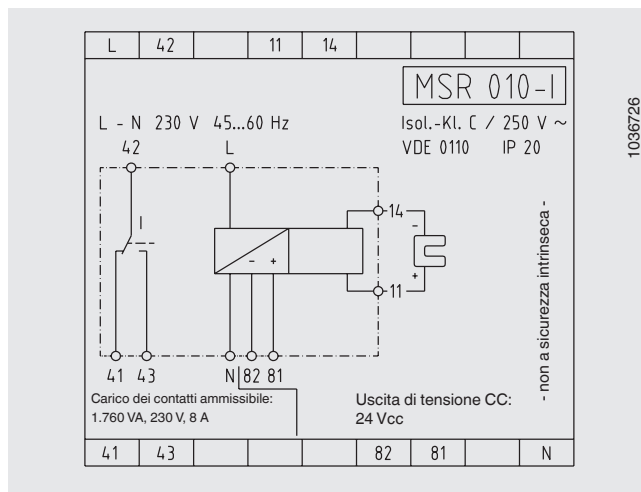 L 42 11 14
MSR 010-I
L - N 230 V 45...60 Hz
Isol.-Kl. C / 250 V ~
VDE 0110 IP 20
42 L
I
14
-
- +
+
11
41 43 N 82 81
Carico dei contatti ammissibile:
1.760 VA, 230 V, 8 A
Uscita di tensione CC:
24 Vcc
- non a sicurezza intrinseca -
41 43 82 81 N
1036726